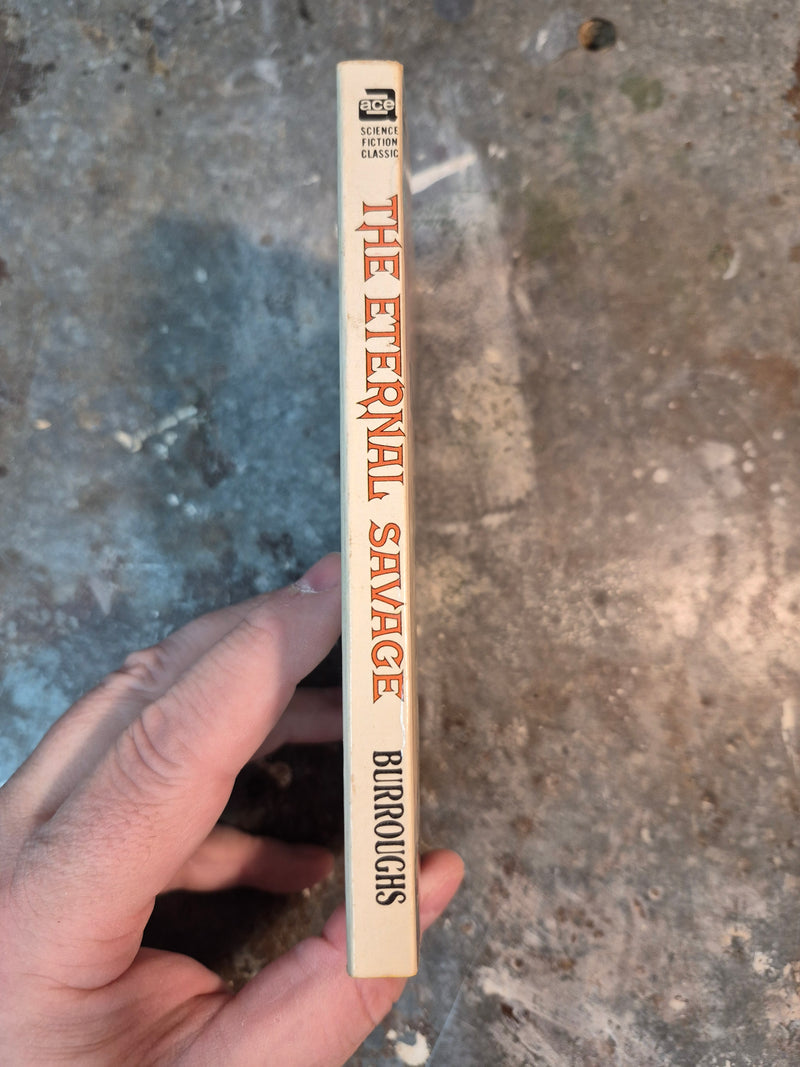 ace
SCIENCE
FICTION
CLASSIC
THE ETERNAL SAVAGE
BURROUGHS